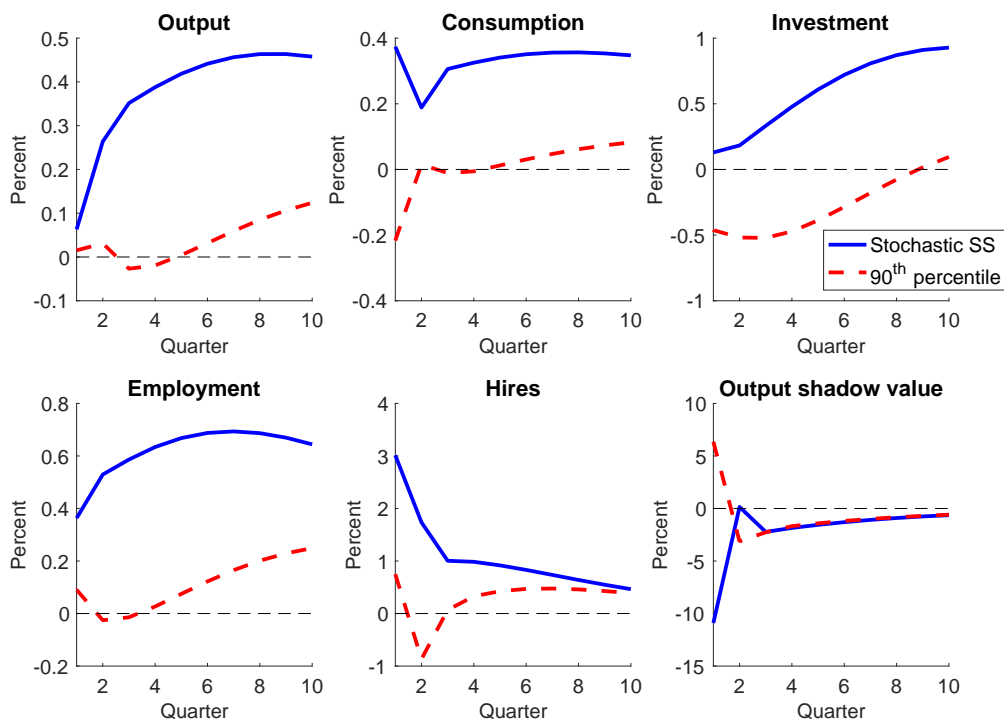 Output
Percent
0.5
0.4
0.3
0.2
0.1
0
-0.1
2 4 6 8 10
Quarter
Consumption
Percent
0.4
0.2
0
-0.2
-0.4
2 4 6 8 10
Quarter
Investment
Percent
1
0.5
0
-0.5
-1
2 4 6 8 10
Quarter
Stochastic SS
90th percentile
Employment
Percent
0.8
0.6
0.4
0.2
0
-0.2
2 4 6 8 10
Quarter
Hires
Percent
4
3
2
1
0
-1
2 4 6 8 10
Quarter
Output shadow value
Percent
10
5
0
-5
-10
-15
2 4 6 8 10
Quarter